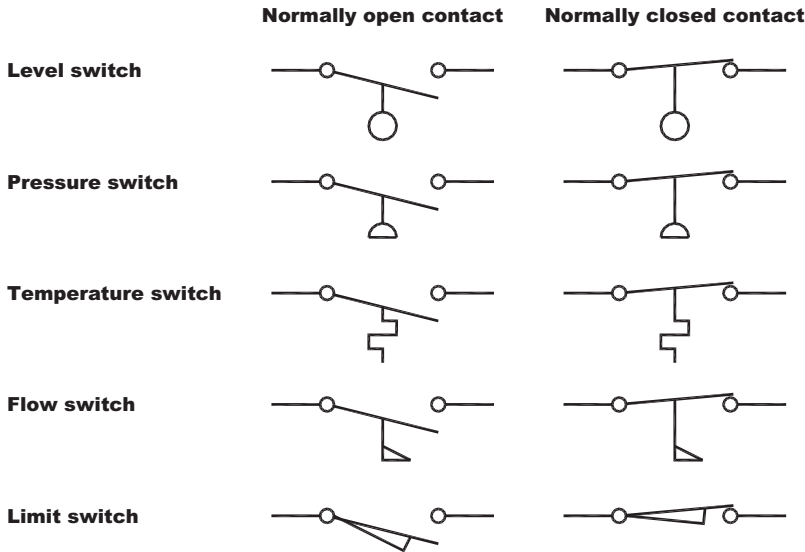 Normally open contact Normally closed contact
Level switch
Pressure switch
Temperature switch
Flow switch
Limit switch